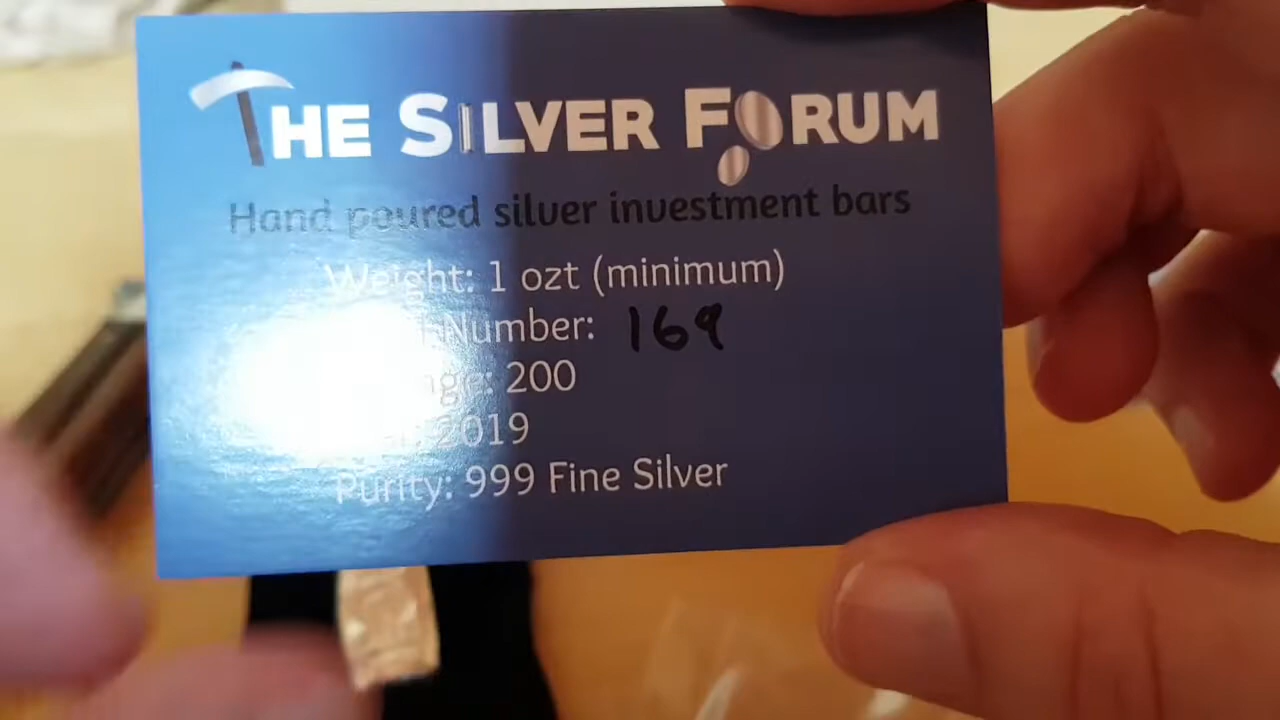 THE SILVER FORUM
Hand poured silver investment bars
Weight: 1 ozt (minimum)
Number: 169
200
2019
Purity: 999 Fine Silver